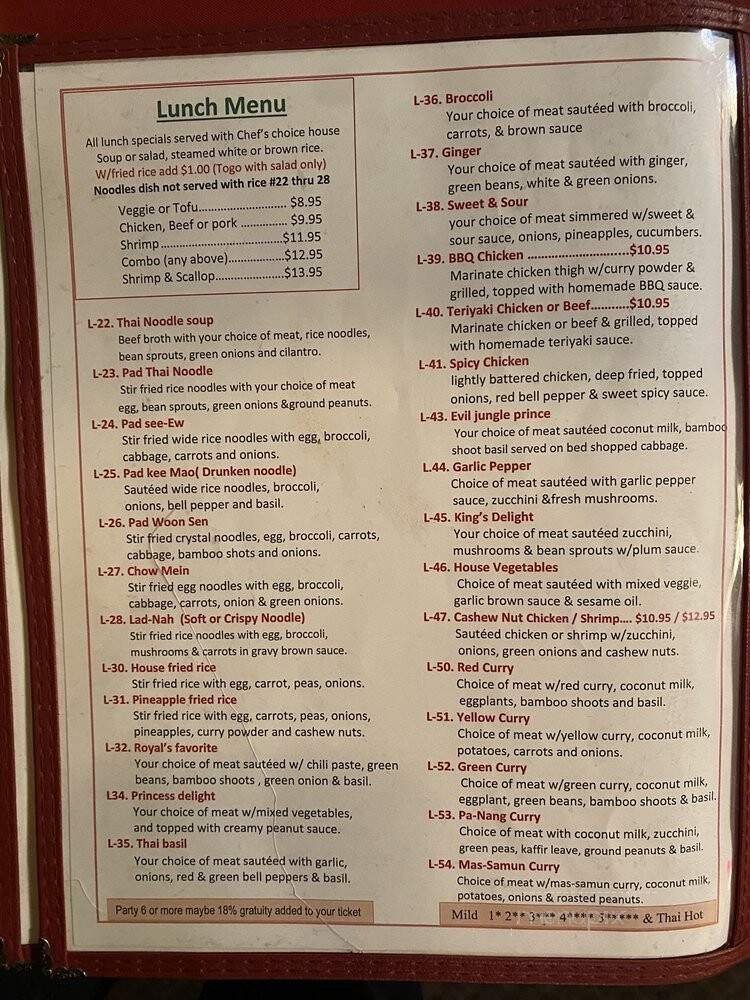 Lunch Menu
All lunch specials served with Chef's choice house
Soup or salad, steamed white or brown rice.
W/fried rice add $1.00 (Togo with salad only)
Noodles dish not served with rice #22 thru 28
Veggie or Tofu........................... $8.95
Chicken, Beef or pork .............. $9.95
Shrimp.....................................$11.95
Combo (any above).................$12.95
Shrimp & Scallop...................$13.95
L-22. Thai Noodle soup
Beef broth with your choice of meat, rice noodles,
bean sprouts, green onions and cilantro.
L-23. Pad Thai Noodle
Stir fried rice noodles with your choice of meat
egg, bean sprouts, green onions &ground peanuts.
L-24. Pad see-Ew
Stir fried wide rice noodles with egg, broccoli,
cabbage, carrots and onions.
L-25. Pad kee Mao( Drunken noodle)
Sautéed wide rice noodles, broccoli,
onions, bell pepper and basil.
L-26. Pad Woon Sen
Stir fried crystal noodles, egg, broccoli, carrots,
cabbage, bamboo shots and onions.
L-27. Chow Mein
Stir fried egg noodles with egg, broccoli,
cabbage, carrots, onion & green onions.
L-28. Lad-Nah (Soft or Crispy Noodle)
Stir fried rice noodles with egg, broccoli,
mushrooms & carrots in gravy brown sauce.
L-30. House fried rice
Stir fried rice with egg, carrot, peas, onions.
L-31. Pineapple fried rice
Stir fried rice with egg, carrots, peas, onions,
pineapples, curry powder and cashew nuts.
L-32. Royal's favorite
Your choice of meat sautéed w/ chili paste, green
beans, bamboo shoots , green onion & basil.
L34. Princess delight
Your choice of meat w/mixed vegetables,
and topped with creamy peanut sauce.
L-35. Thai basil
Your choice of meat sautéed with garlic,
onions, red & green bell peppers & basil.
Party 6 or more maybe 18% gratuity added to your ticket
L-36. Broccoli
Your choice of meat sautéed with broccoli,
carrots, & brown sauce
L-37. Ginger
Your choice of meat sautéed with ginger,
green beans, white & green onions.
L-38. Sweet & Sour
your choice of meat simmered w/sweet &
sour sauce, onions, pineapples, cucumbers.
L-39. BBQ Chicken ............................$10.95
Marinate chicken thigh w/curry powder &
grilled, topped with homemade BBQ sauce.
L-40. Teriyaki Chicken or Beef...........$10.95
Marinate chicken or beef & grilled, topped
with homemade teriyaki sauce.
L-41. Spicy Chicken
lightly battered chicken, deep fried, topped
onions, red bell pepper & sweet spicy sauce.
L-43. Evil jungle prince
Your choice of meat sautéed coconut milk, bamboo
shoot basil served on bed shopped cabbage.
L.44. Garlic Pepper
Choice of meat sautéed with garlic pepper
sauce, zucchini &fresh mushrooms.
L-45. King's Delight
Your choice of meat sautéed zucchini,
mushrooms & bean sprouts w/plum sauce.
L-46. House Vegetables
Choice of meat sautéed with mixed veggie,
garlic brown sauce & sesame oil.
L-47. Cashew Nut Chicken / Shrimp.... $10.95 / $12.95
Sautéed chicken or shrimp w/zucchini,
onions, green onions and cashew nuts.
L-50. Red Curry
Choice of meat w/red curry, coconut milk,
eggplants, bamboo shoots and basil.
L-51. Yellow Curry
Choice of meat w/yellow curry, coconut milk,
potatoes, carrots and onions.
L-52. Green Curry
Choice of meat w/green curry, coconut milk,
eggplant, green beans, bamboo shoots & basil.
L-53. Pa-Nang Curry
Choice of meat with coconut milk, zucchini,
green peas, kaffir leave, ground peanuts & basil.
L-54. Mas-Samun Curry
Choice of meat w/mas-samun curry, coconut milk,
potatoes, onions & roasted peanuts.
Mild 1* 2** 3*** 4**** 5***** & Thai Hot